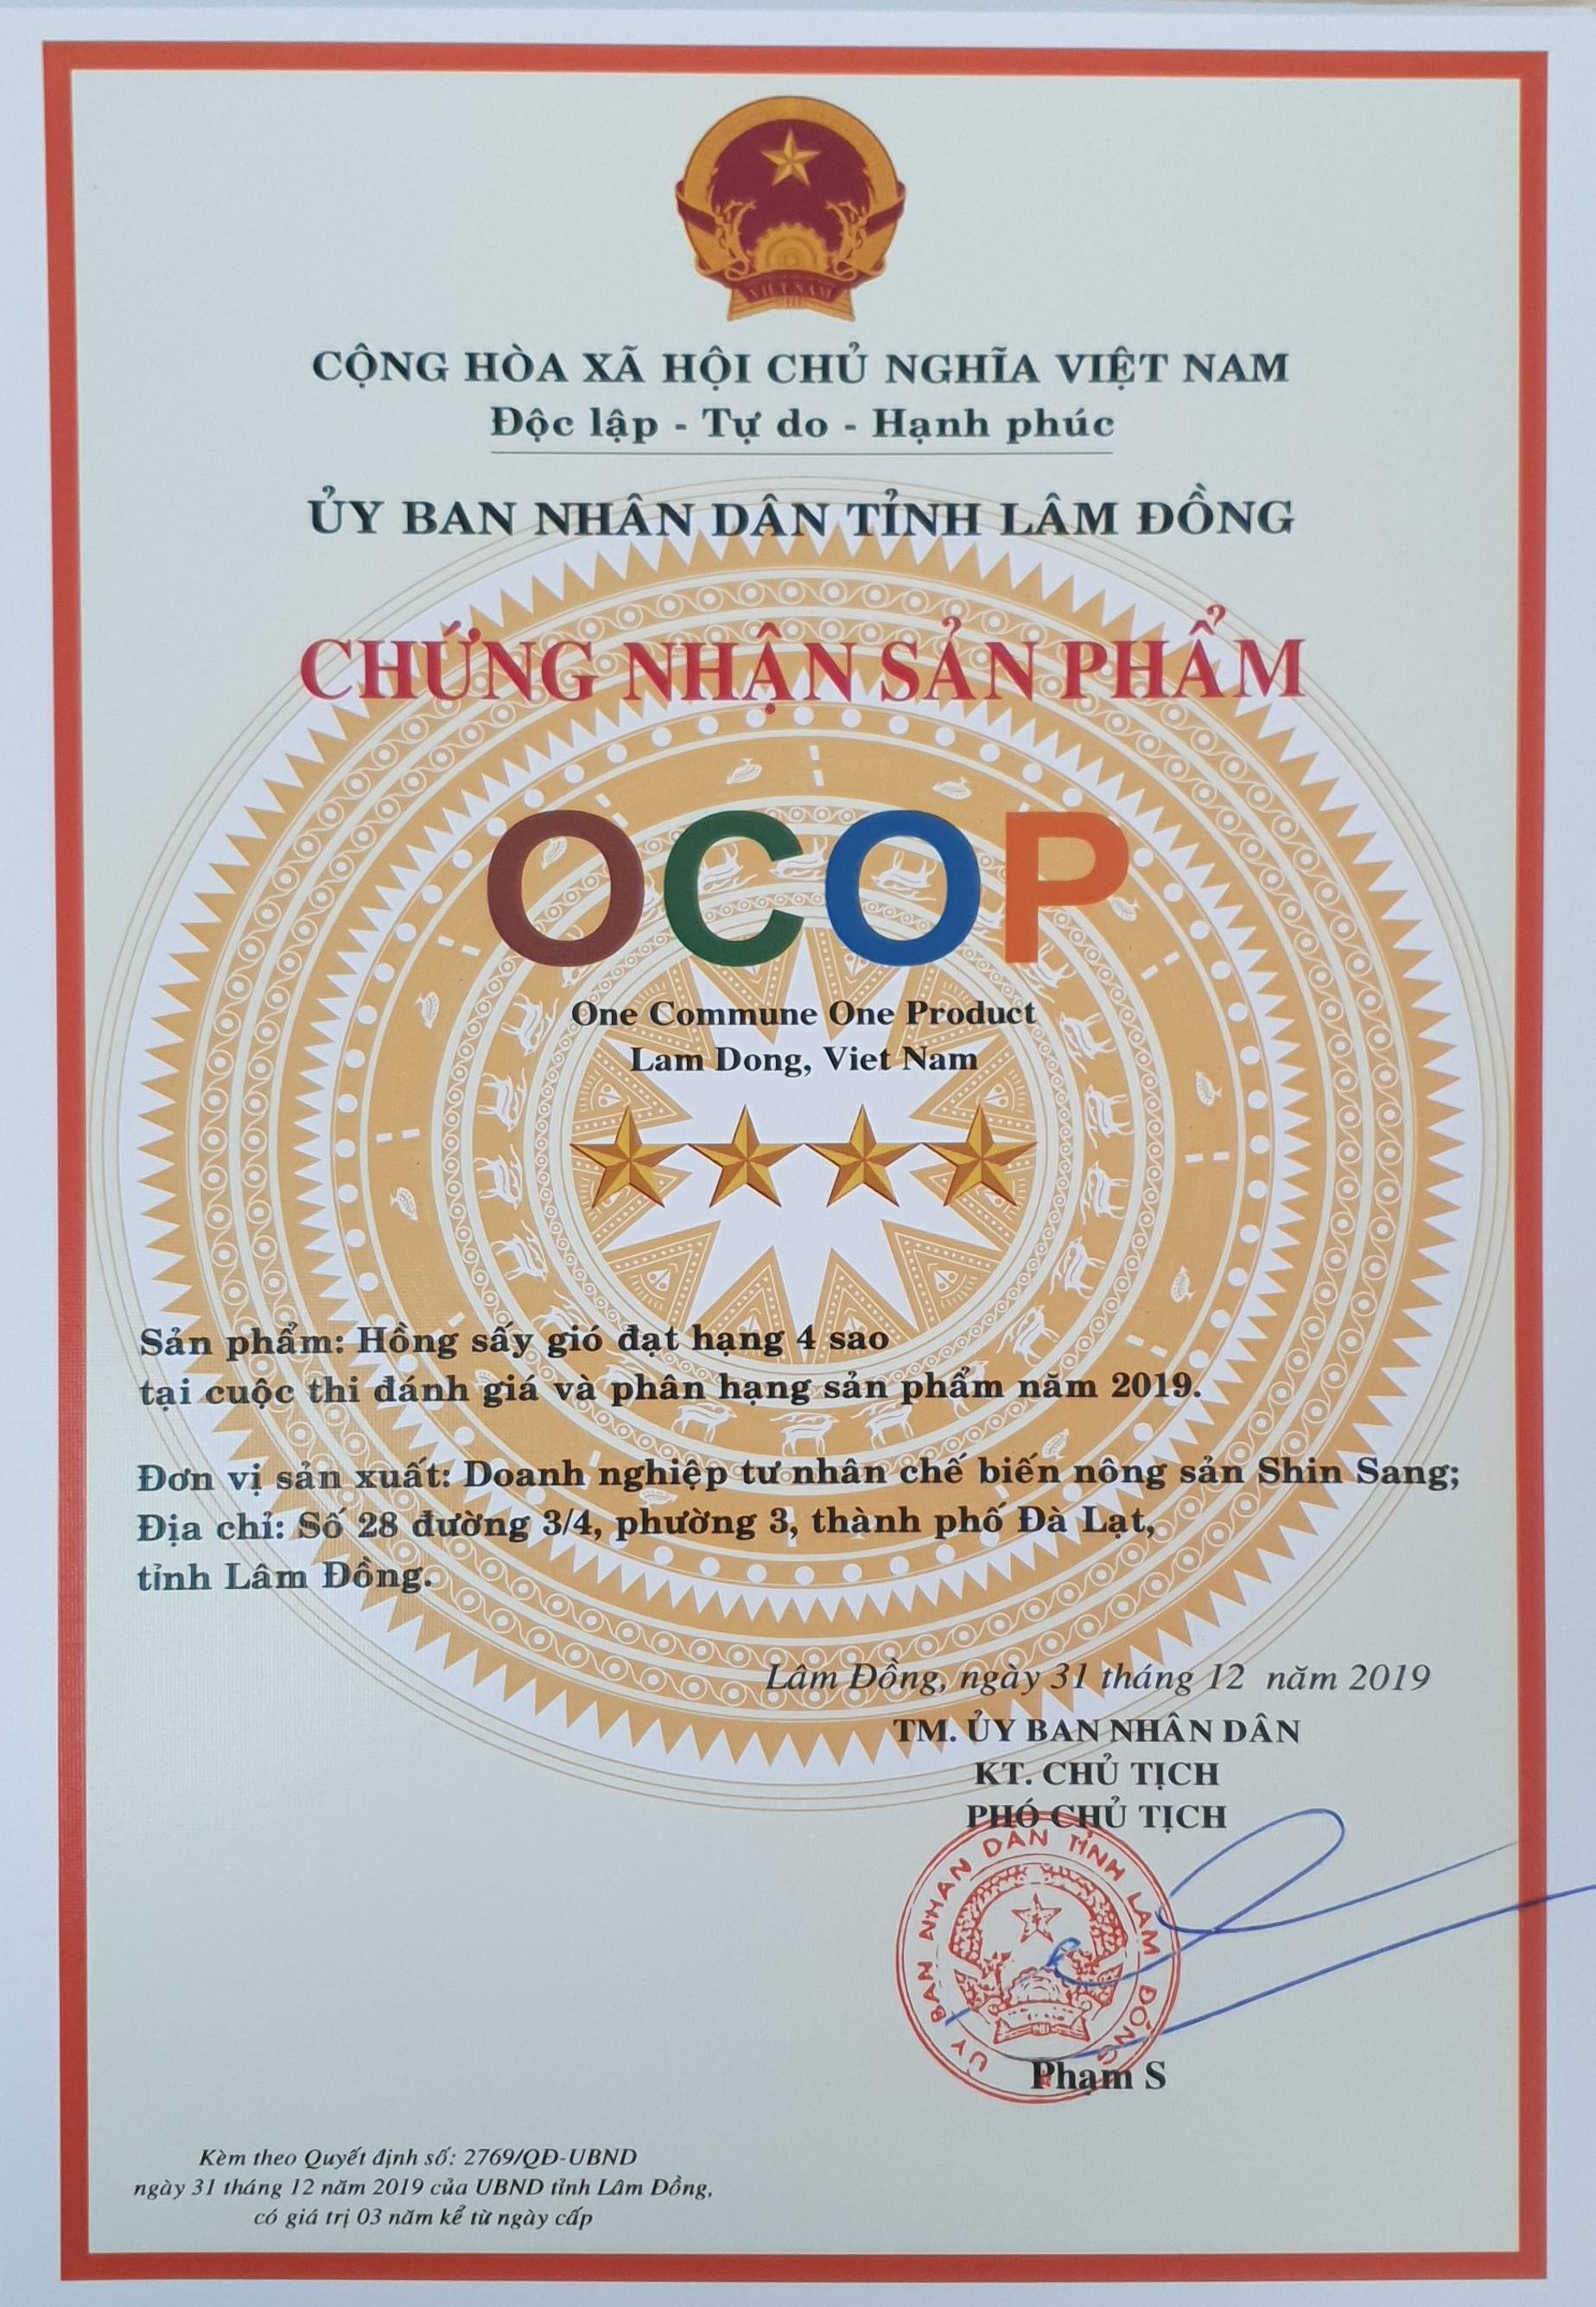 VIỆT NAM
CỘNG HÒA XÃ HỘI CHỦ NGHĨA VIỆT NAM
Độc lập - Tự do - Hạnh phúc
ỦY BAN NHÂN DÂN TỈNH LÂM ĐỒNG
CHỨNG NHẬN SẢN PHẨM
OCOP
One Commune One Product
Lam Dong, Viet Nam
Sản phẩm: Hồng sấy gió đạt hạng 4 sao
tại cuộc thi đánh giá và phân hạng sản phẩm năm 2019.
Đơn vị sản xuất: Doanh nghiệp tư nhân chế biến nông sản Shin Sang;
Địa chỉ: Số 28 đường 3/4, phường 3, thành phố Đà Lạt,
tỉnh Lâm Đồng.
Lâm Đồng, ngày 31 tháng 12 năm 2019
TM. ỦY BAN NHÂN DÂN
KT. CHỦ TỊCH
PHÓ CHỦ TỊCH
ỦY BAN NHÂN DÂN TỈNH LÂM ĐỒNG
Phạm S
Kèm theo Quyết định số: 2769/QĐ-UBND
ngày 31 tháng 12 năm 2019 của UBND tỉnh Lâm Đồng,
có giá trị 03 năm kể từ ngày cấp